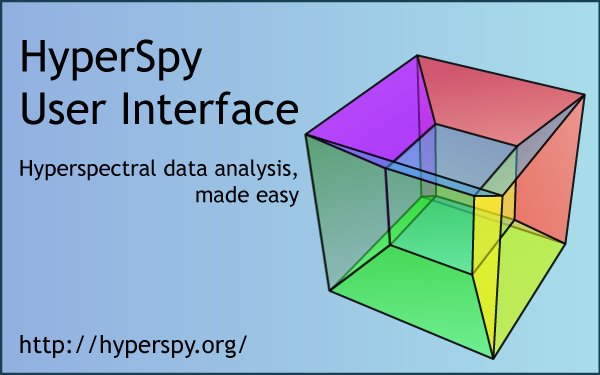 HyperSpy
User Interface
Hyperspectral data analysis,
made easy
http://hyperspy.org/